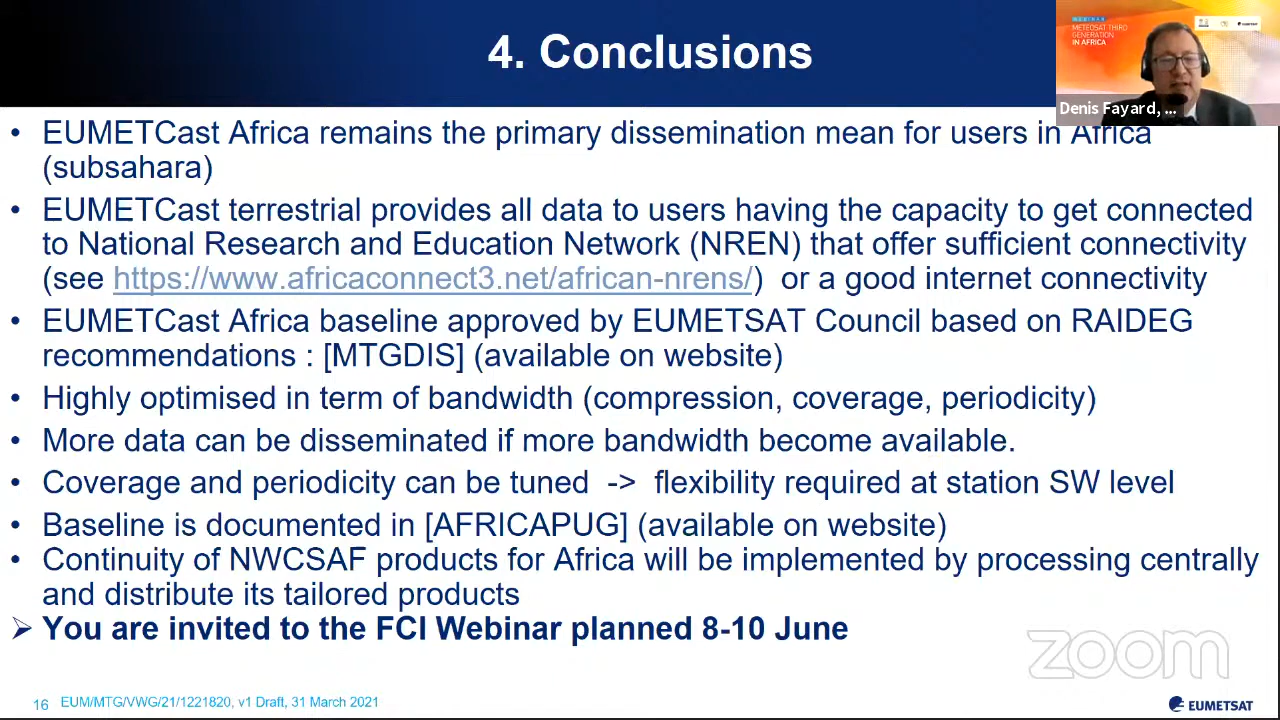 4. Conclusions
WEBINAR
METEOSAT THIRD
GENERATION
IN AFRICA
EUMETSAT
Denis Fayard, ...
• EUMETCast Africa remains the primary dissemination mean for users in Africa
(subsahara)
• EUMETCast terrestrial provides all data to users having the capacity to get connected
to National Research and Education Network (NREN) that offer sufficient connectivity
(see https://www.africaconnect3.net/african-nrens/) or a good internet connectivity
• EUMETCast Africa baseline approved by EUMETSAT Council based on RAIDEG
recommendations : [MTGDIS] (available on website)
• Highly optimised in term of bandwidth (compression, coverage, periodicity)
• More data can be disseminated if more bandwidth become available.
• Coverage and periodicity can be tuned -> flexibility required at station SW level
• Baseline is documented in [AFRICAPUG] (available on website)
• Continuity of NWCSAF products for Africa will be implemented by processing centrally
and distribute its tailored products
➢ You are invited to the FCI Webinar planned 8-10 June
zoom
16 EUM/MTG/VWG/21/1221820, v1 Draft, 31 March 2021
EUMETSAT